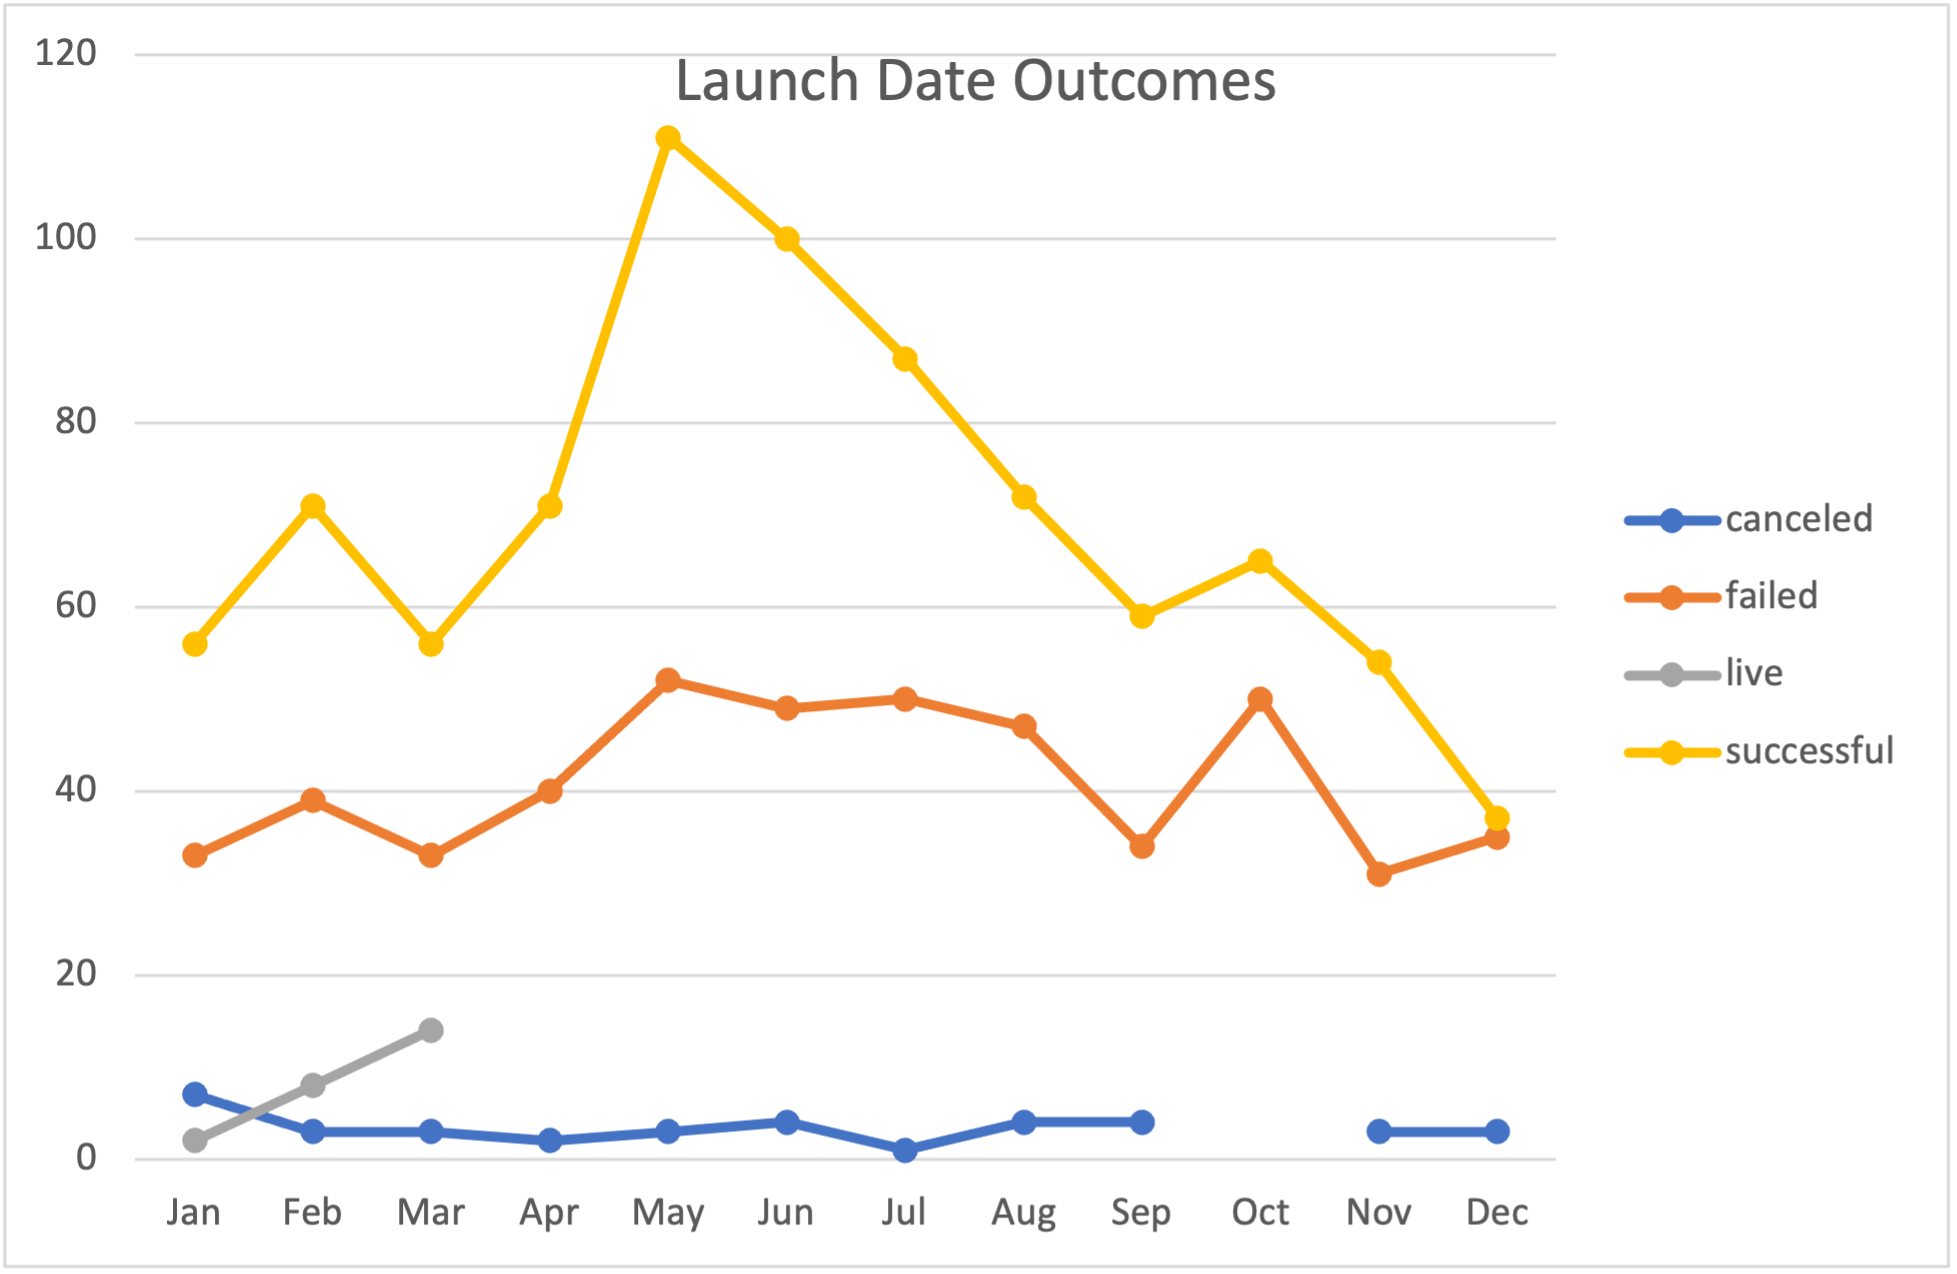 Launch Date Outcomes
120
100
80
60
40
20
0
Jan Feb Mar Apr May Jun Jul Aug Sep Oct Nov Dec
canceled
failed
live
successful